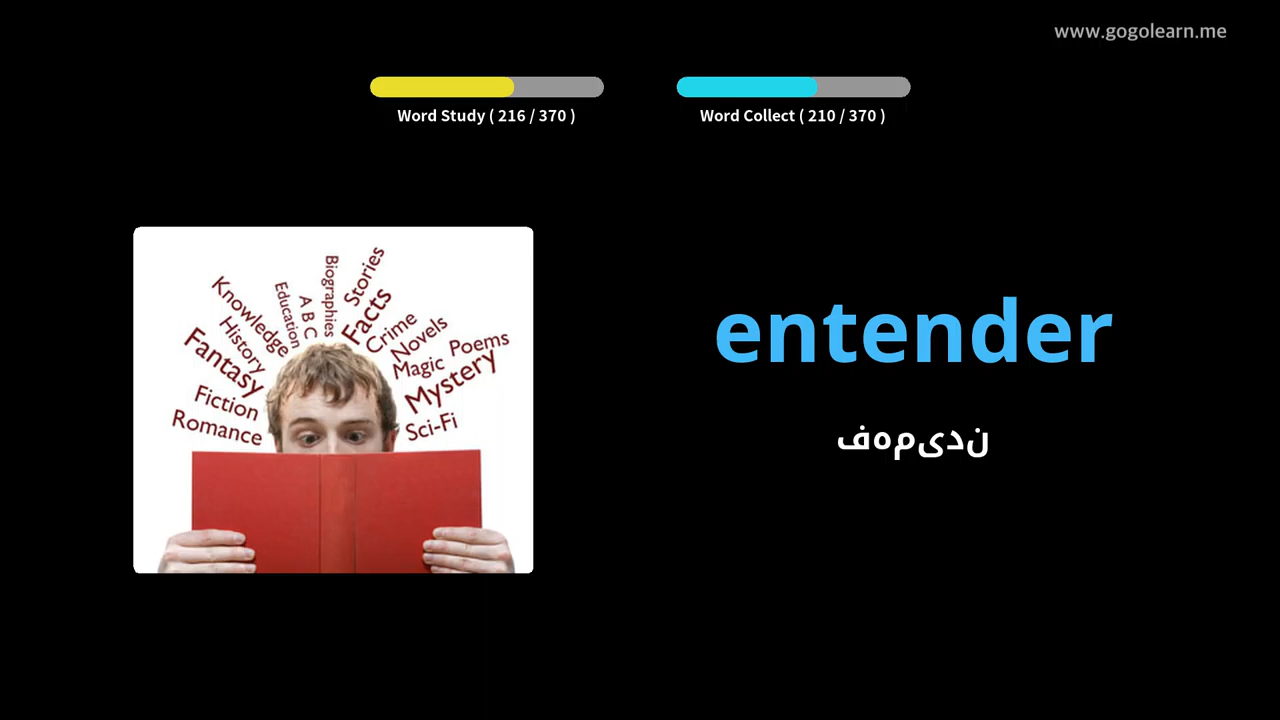 www.gogolearn.me
Word Study ( 216 / 370 )
Word Collect ( 210 / 370 )
Biographies
Stories
Education
A B C
Facts
Knowledge
Crime
History
Novels
Poems
Fantasy
Magic
Mystery
Fiction
Romance
Sci-Fi
entender
ندیمهف